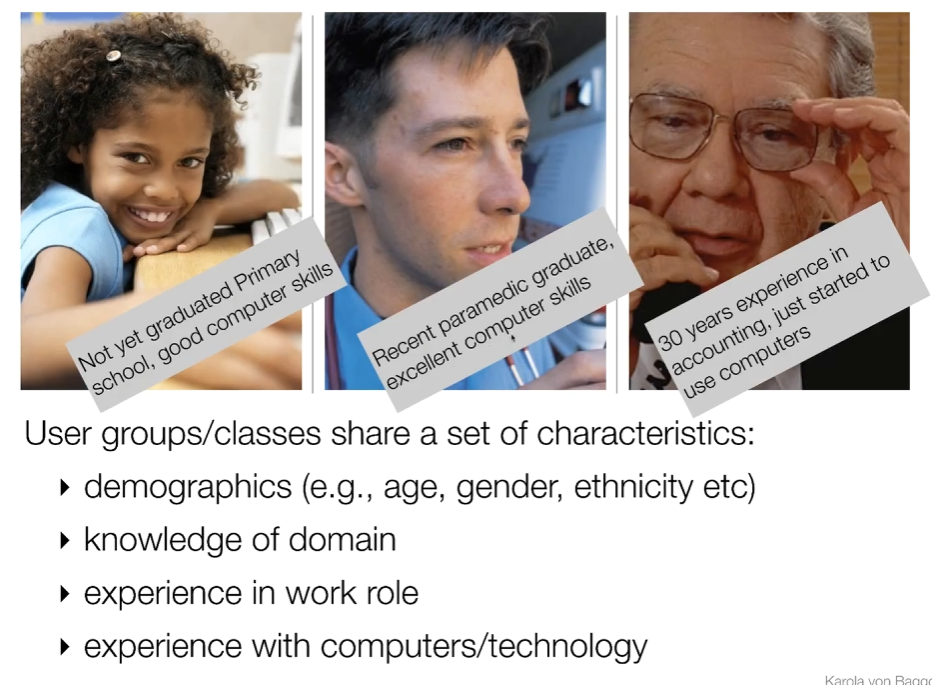 Not yet graduated Primary
school, good computer skills
Recent paramedic graduate,
excellent computer skills
30 years experience in
accounting, just started to
use computers
User groups/classes share a set of characteristics:
‣ demographics (e.g., age, gender, ethnicity etc)
‣ knowledge of domain
‣ experience in work role
‣ experience with computers/technology
Karola von